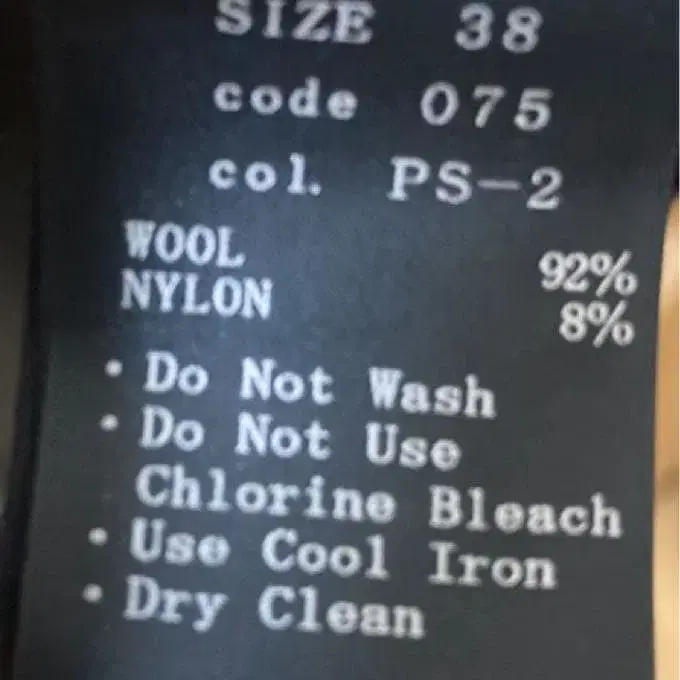 SIZE 38
code 075
col. PS-2
WOOL 92%
NYLON 8%
・Do Not Wash
・Do Not Use
Chlorine Bleach
・Use Cool Iron
・Dry Clean